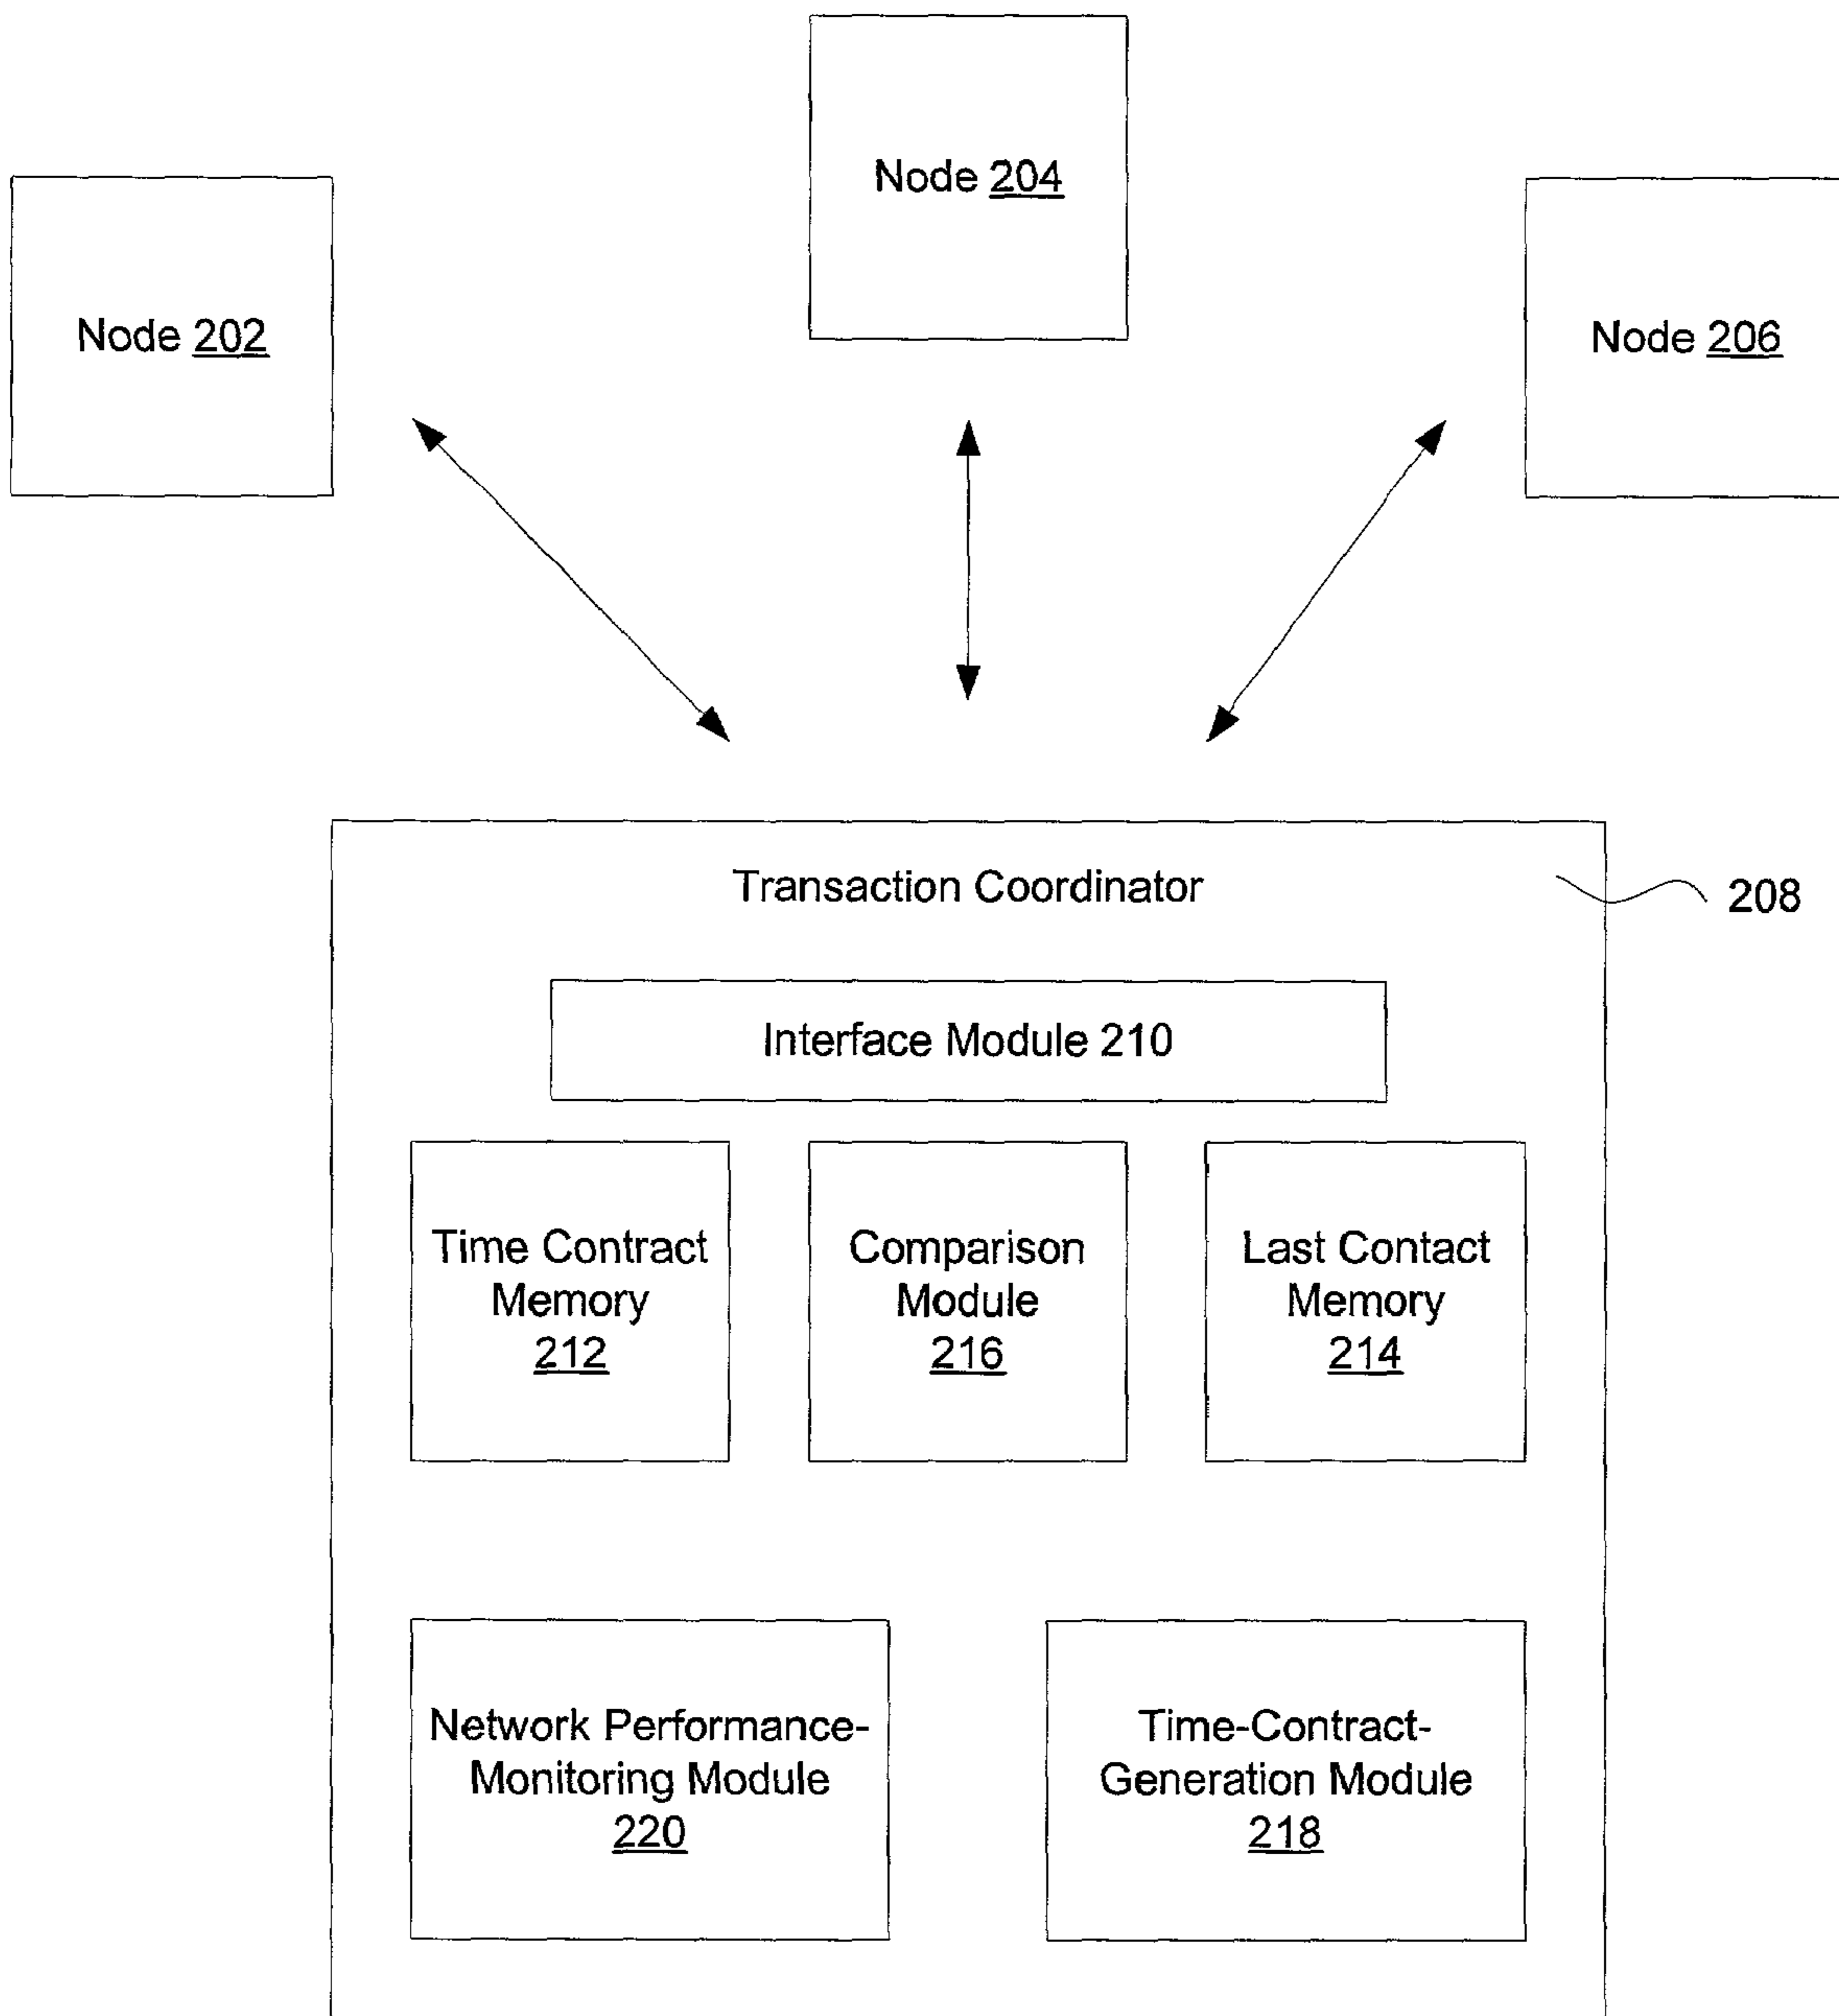 Node 204
Node 202
Node 206
Transaction Coordinator
208
Interface Module 210
Time Contract
Memory
212
Comparison
Module
216
Last Contact
Memory
214
Network Performance-
Monitoring Module
220
Time-Contract-
Generation Module
218